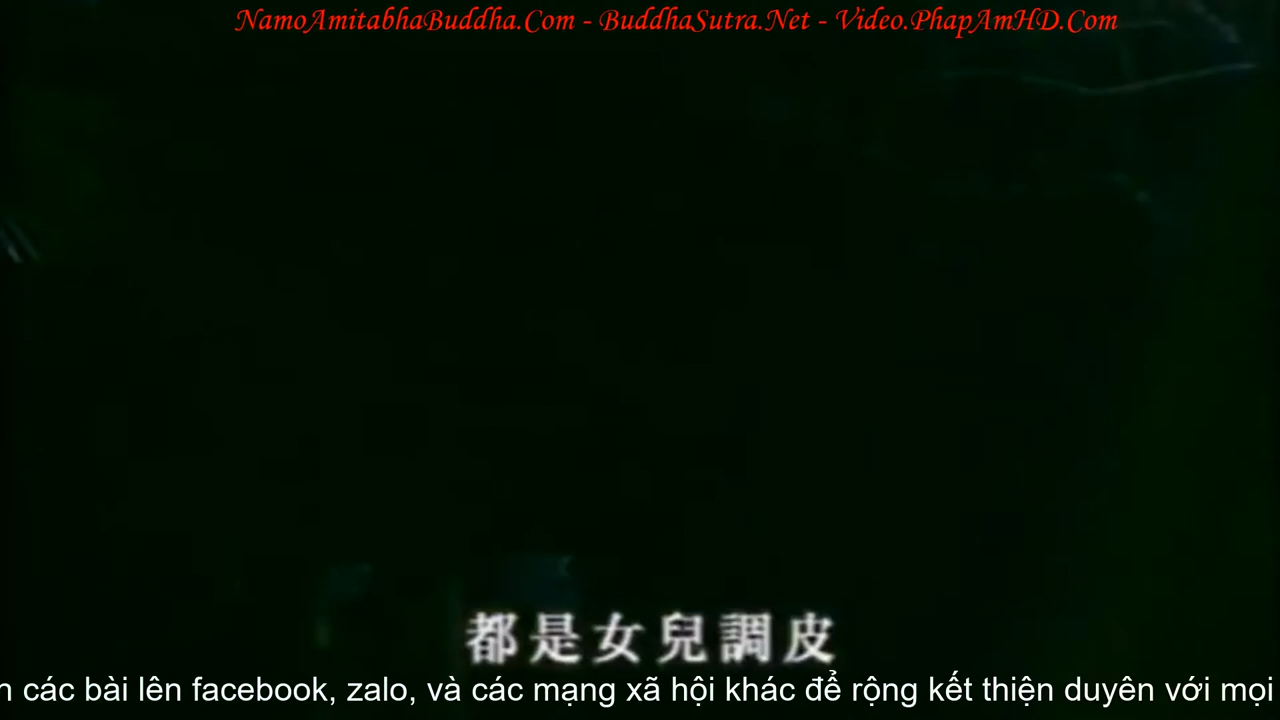 NamoAmitabhaBuddha.Com - BuddhaSutra.Net - Video.PhapAmHD.Com
都是女兒調皮
các bài lên facebook, zalo, và các mạng xã hội khác để rộng kết thiện duyên với mọi